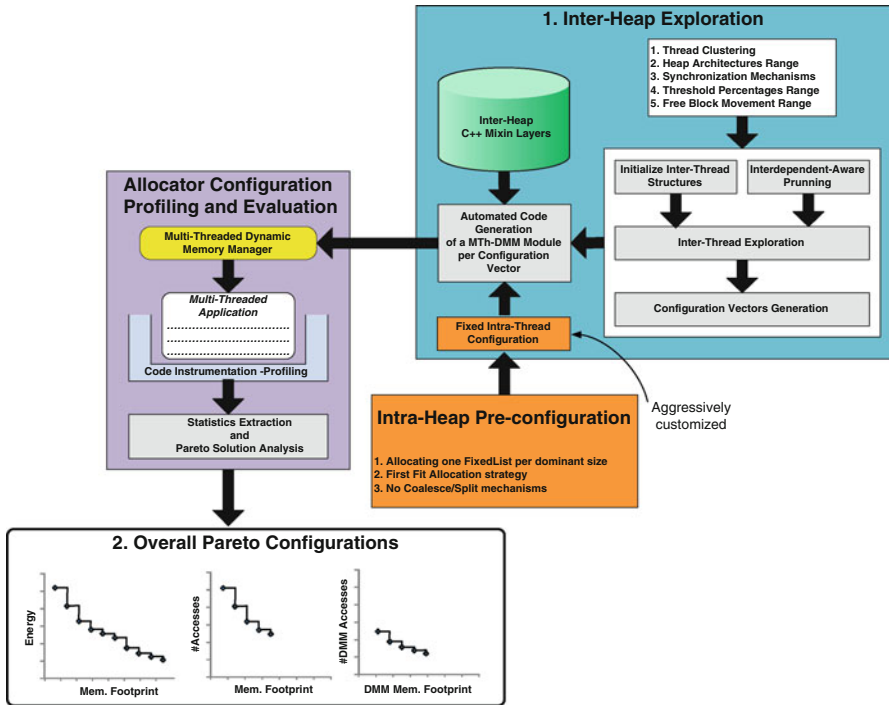 1. Inter-Heap Exploration
1. Thread Clustering
2. Heap Architectures Range
3. Synchronization Mechanisms
4. Threshold Percentages Range
5. Free Block Movement Range
Inter-Heap
C++ Mixin Layers
Initialize Inter-Thread
Structures
Interdependent-Aware
Prunning
Inter-Thread Exploration
Configuration Vectors Generation
Automated Code
Generation
of a MTh-DMM Module
per Configuration
Vector
Fixed Intra-Thread
Configuration
Aggressively
customized
Intra-Heap Pre-configuration
1. Allocating one FixedList per dominant size
2. First Fit Allocation strategy
3. No Coalesce/Split mechanisms
Allocator Configuration
Profiling and Evaluation
Multi-Threaded Dynamic
Memory Manager
Multi-Threaded
Application
Code Instrumentation -Profiling
Statistics Extraction
and
Pareto Solution Analysis
2. Overall Pareto Configurations
Energy
Mem. Footprint
#Accesses
Mem. Footprint
#DMM Accesses
DMM Mem. Footprint